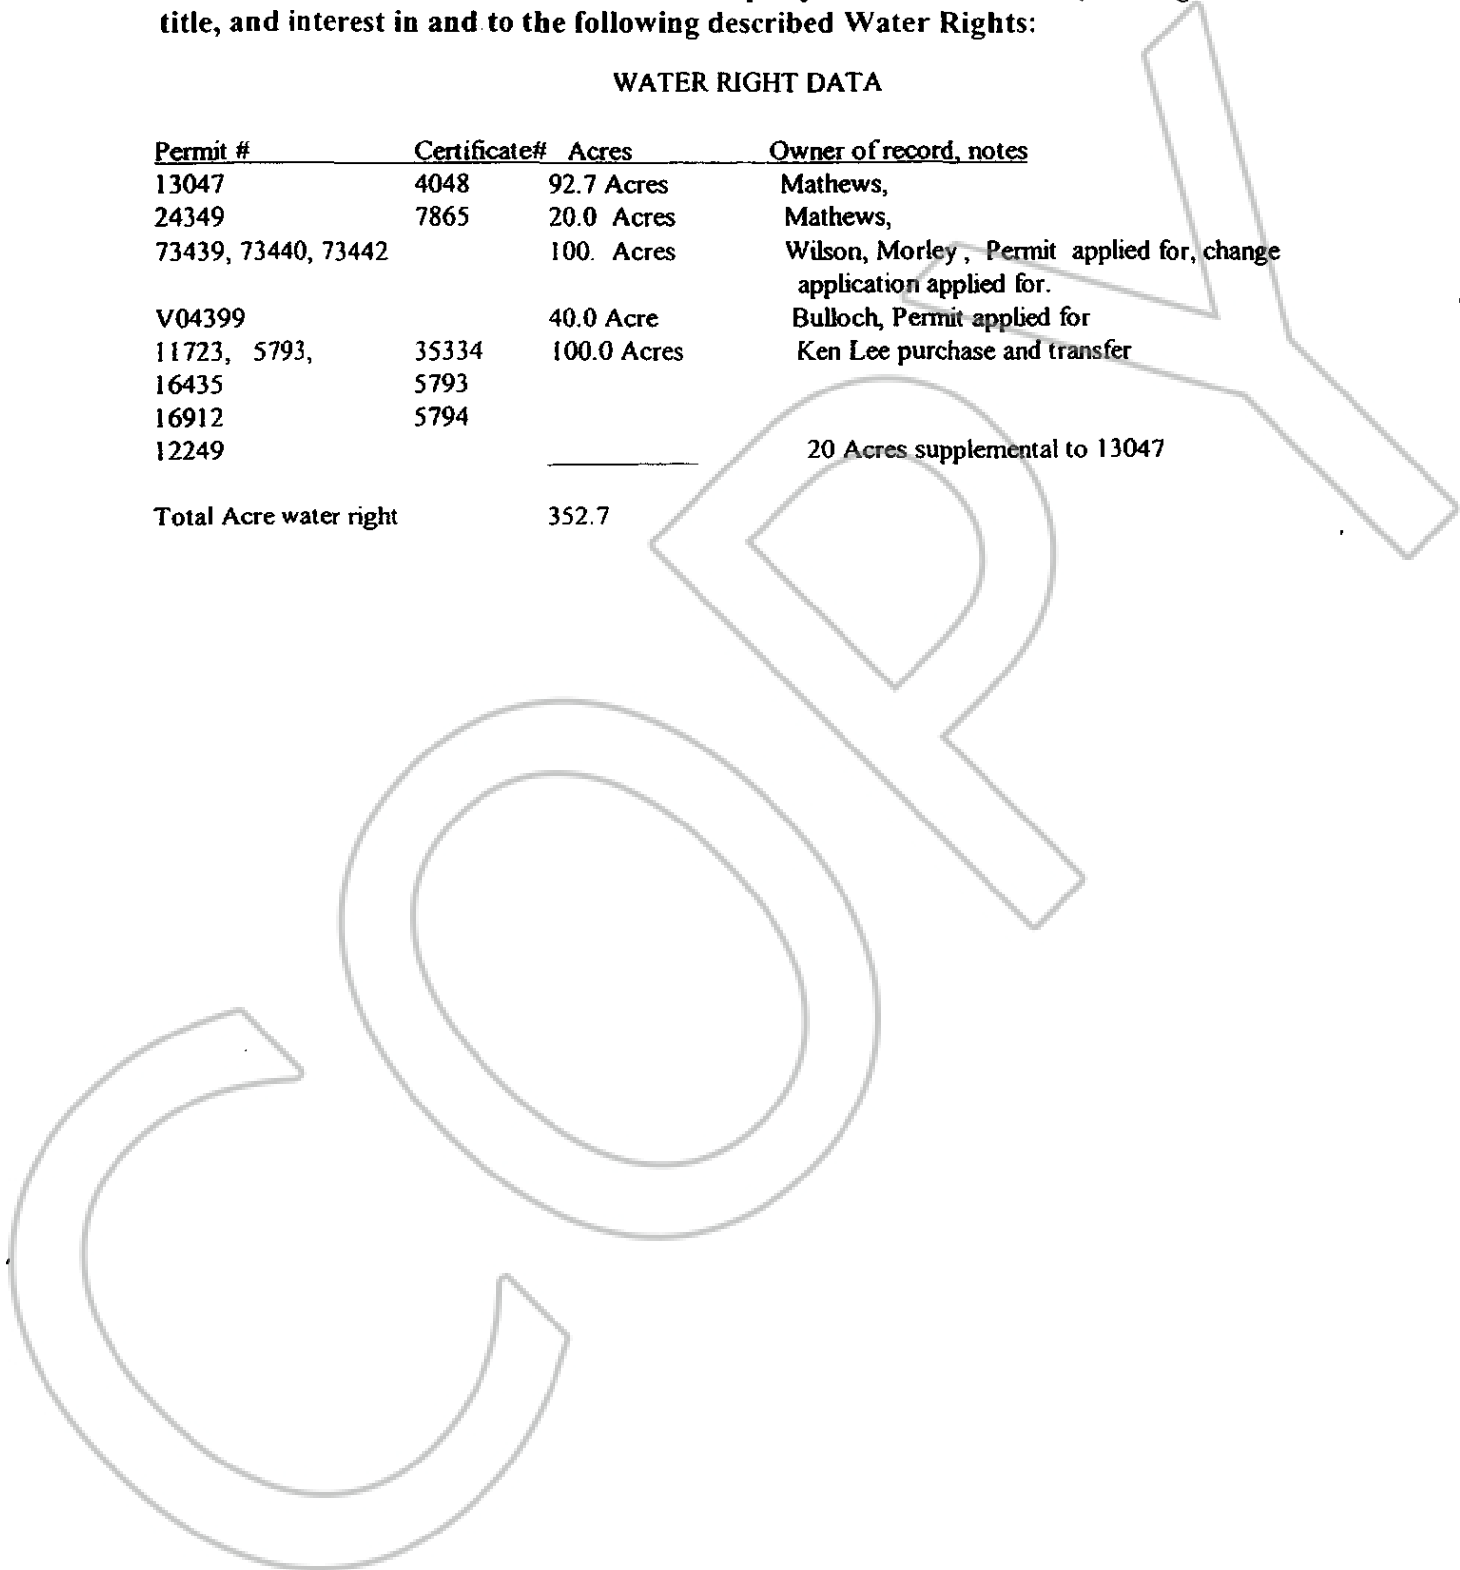 title, and interest in and to the following described Water Rights:
WATER RIGHT DATA
Permit # Certificate# Acres Owner of record, notes
13047 4048 92.7 Acres Mathews,
24349 7865 20.0 Acres Mathews,
73439, 73440, 73442 100. Acres Wilson, Morley , Permit applied for, change
application applied for.
V04399 40.0 Acre Bulloch, Permit applied for
11723, 5793, 35334 100.0 Acres Ken Lee purchase and transfer
16435 5793
16912 5794
12249 20 Acres supplemental to 13047
Total Acre water right 352.7
COPY